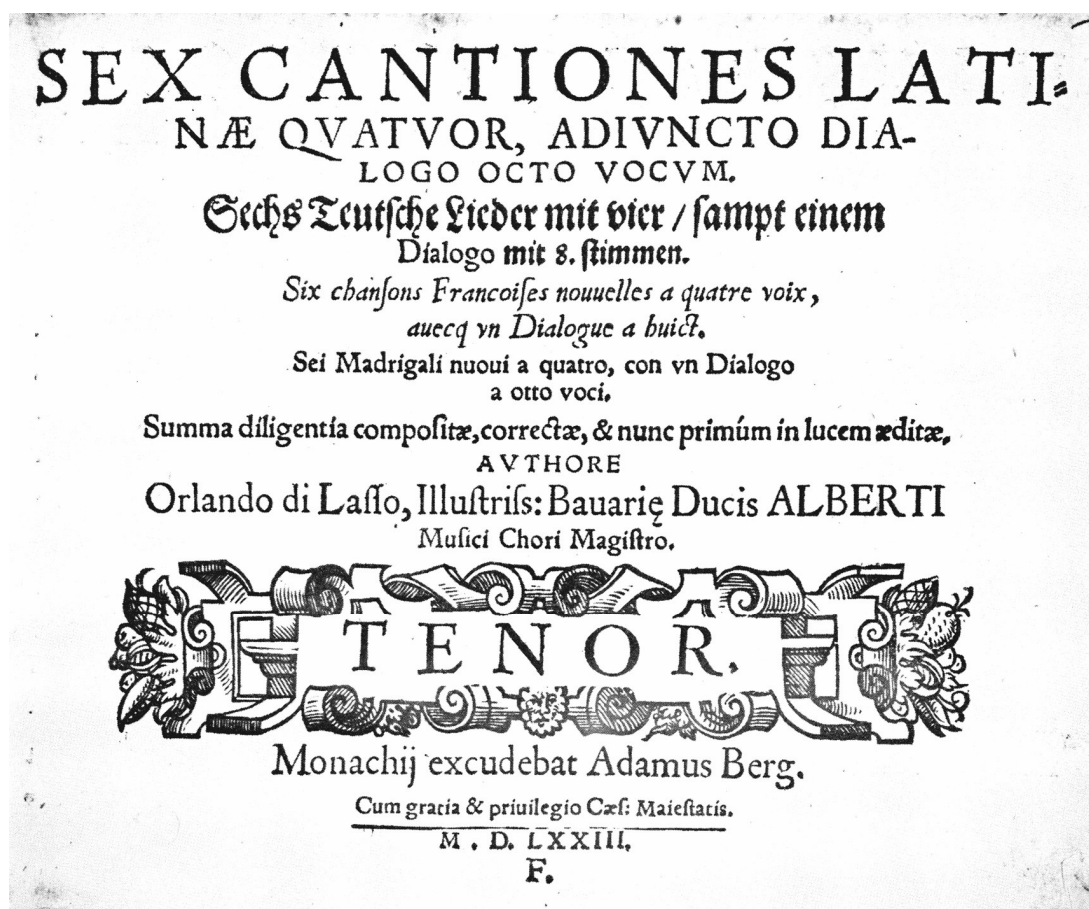 SEX CANTIONES LATI-
NÆ QVATVOR, ADIVNCTO DIA-
LOGO OCTO VOCVM.
Sechs Teutſche Lieder mit vier / ſampt einem
Dialogo mit 8. ſtimmen.
Six chanſons Francoiſes nouuelles a quatre voix,
auecq vn Dialogue a huict.
Sei Madrigali nuoui a quatro, con vn Dialogo
a otto voci.
Summa diligentia compoſitæ, correctæ, & nunc primúm in lucem æditæ.
AVTHORE
Orlando di Laſſo, Illuſtriſs: Bauarię Ducis ALBERTI
Muſici Chori Magiſtro.
TENOR.
Monachij excudebat Adamus Berg.
Cum gratia & priuilegio Cæſ: Maieſtatis.
M. D. LXXIII.
F.